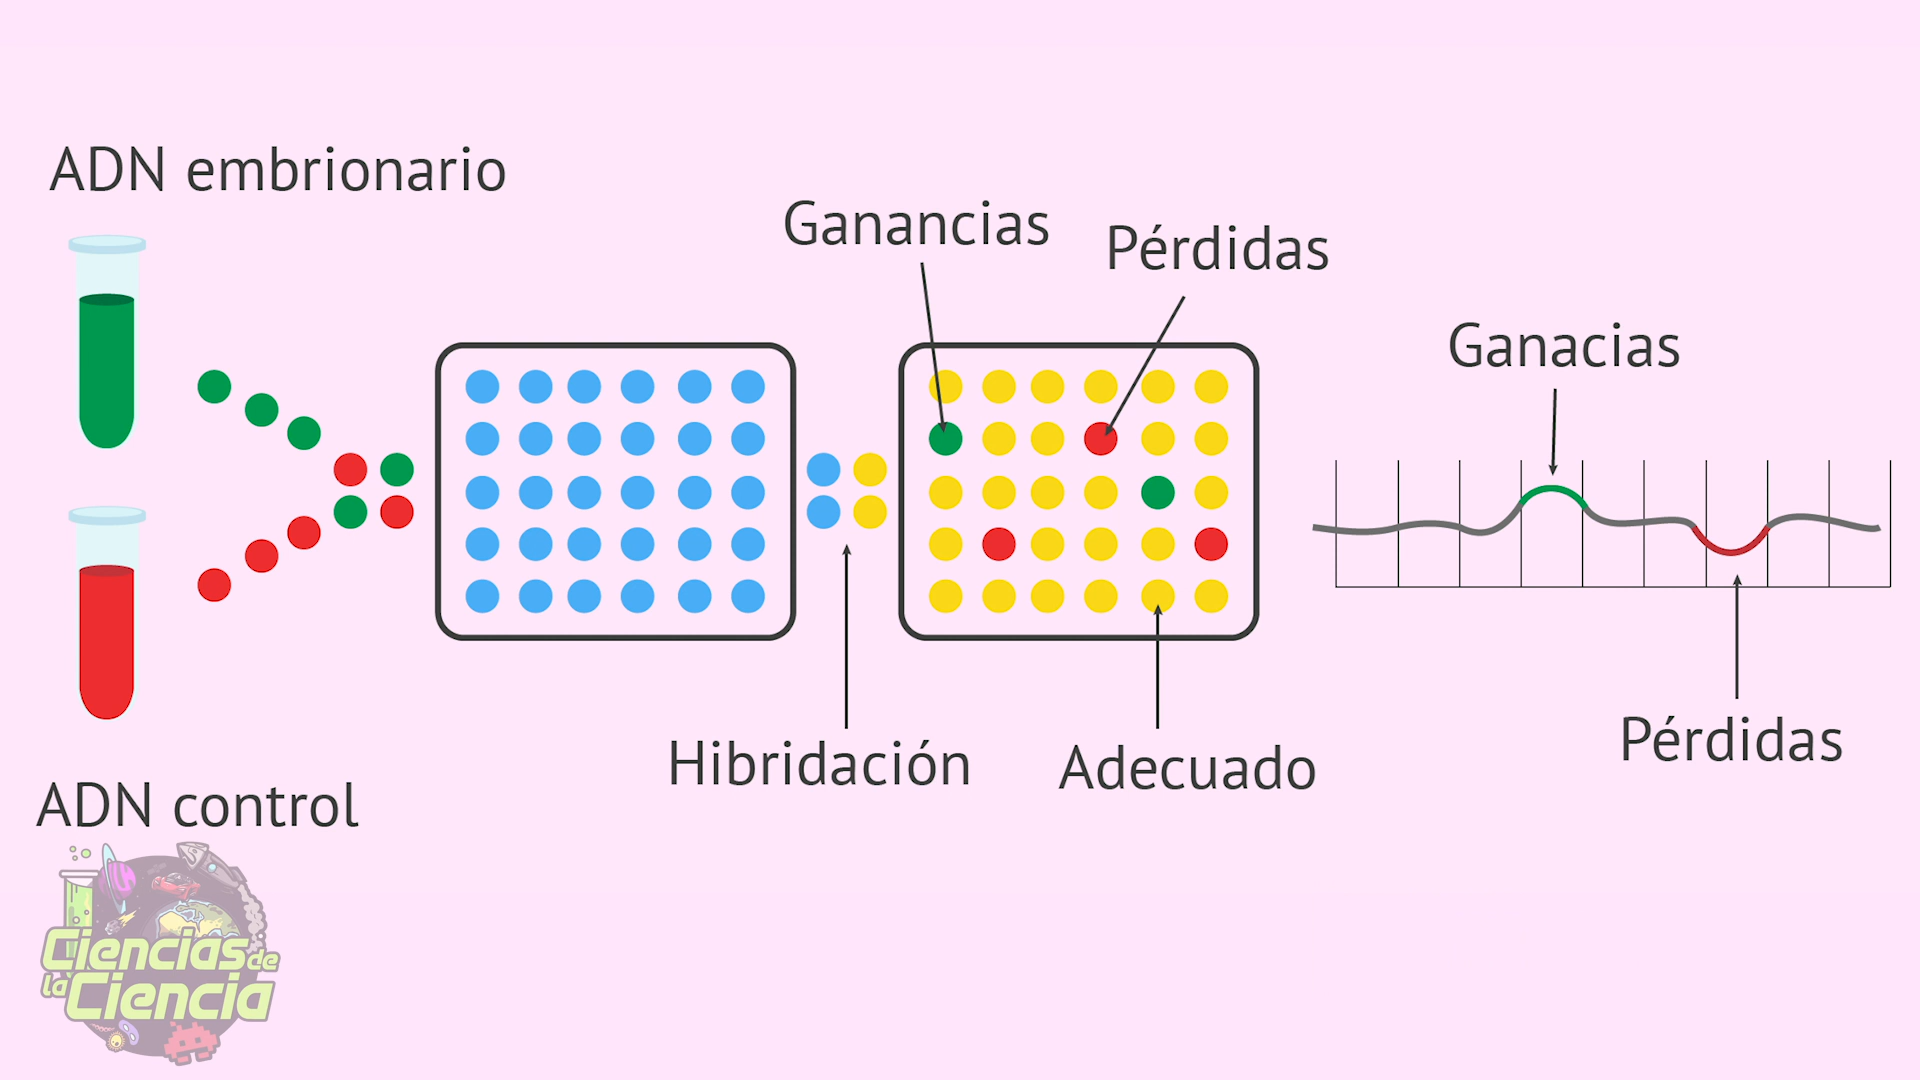 ADN embrionario
Ganancias
Pérdidas
Ganacias
Hibridación
Adecuado
Pérdidas
ADN control
Ciencias de
la Ciencia